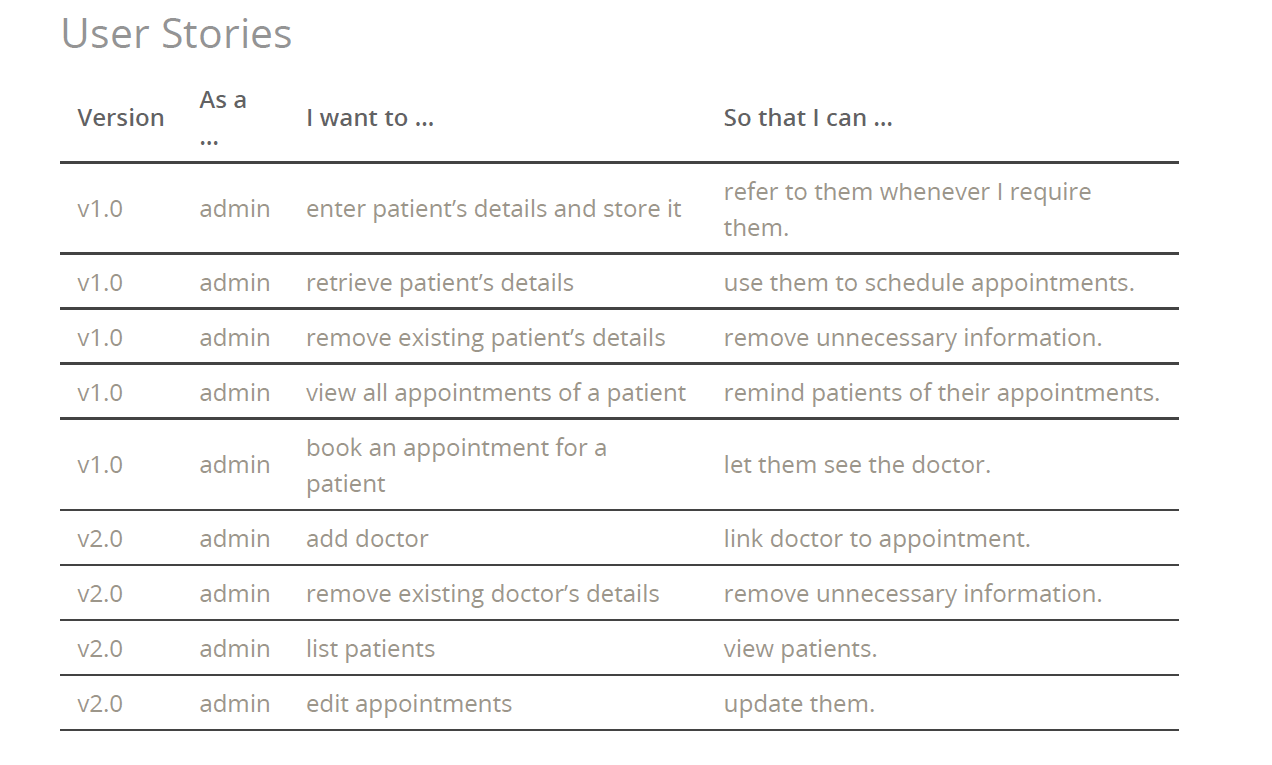 User Stories
Version As a ... I want to ... So that I can ...
v1.0 admin enter patient’s details and store it refer to them whenever I require them.
v1.0 admin retrieve patient’s details use them to schedule appointments.
v1.0 admin remove existing patient’s details remove unnecessary information.
v1.0 admin view all appointments of a patient remind patients of their appointments.
v1.0 admin book an appointment for a patient let them see the doctor.
v2.0 admin add doctor link doctor to appointment.
v2.0 admin remove existing doctor’s details remove unnecessary information.
v2.0 admin list patients view patients.
v2.0 admin edit appointments update them.